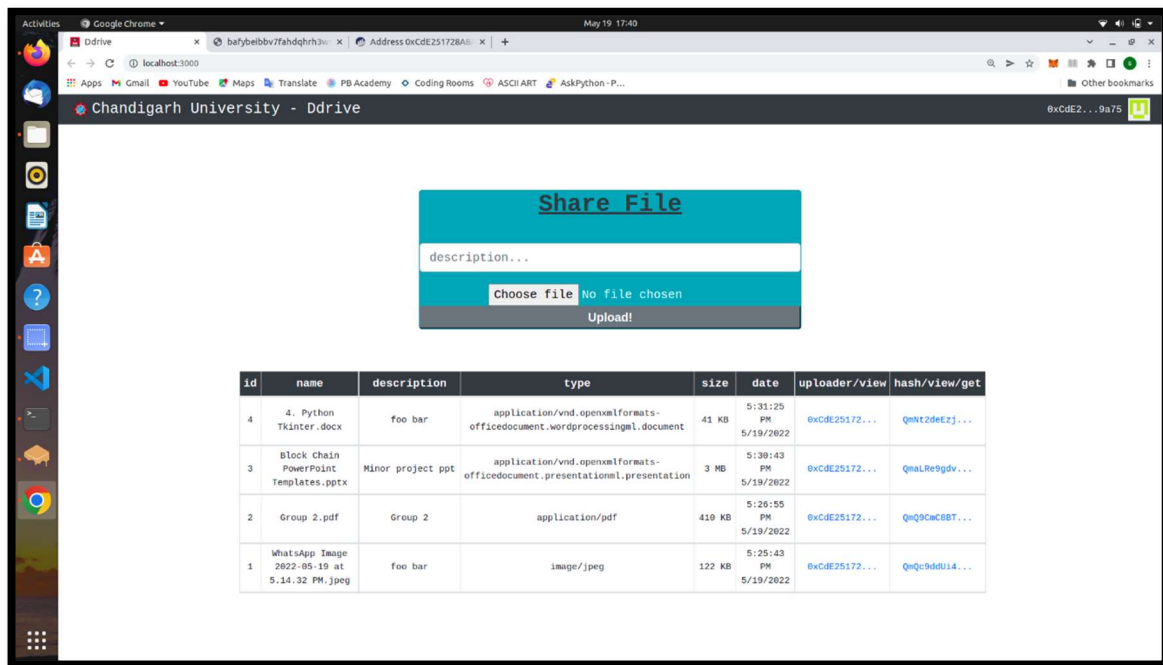 Activities Google Chrome May 19 17:40
Ddrive bafybeibbv7fahdqhrh3w Address 0xCdE251728A8
localhost:3000
Apps Gmail YouTube Maps Translate PB Academy Coding Rooms ASCII ART AskPython - P... Other bookmarks
Chandigarh University - Ddrive 0xCdE2...9a75
Share File
description...
Choose file No file chosen
Upload!
id name description type size date uploader/view hash/view/get
4 4. Python Tkinter.docx foo bar application/vnd.openxmlformats-officedocument.wordprocessingml.document 41 KB 5:31:25 PM 5/19/2022 0xCdE25172... QmNt2deEzj...
3 Block Chain PowerPoint Templates.pptx Minor project ppt application/vnd.openxmlformats-officedocument.presentationml.presentation 3 MB 5:30:43 PM 5/19/2022 0xCdE25172... QmaLRe9gdv...
2 Group 2.pdf Group 2 application/pdf 410 KB 5:26:55 PM 5/19/2022 0xCdE25172... QmQ9CmC8BT...
1 WhatsApp Image 2022-05-19 at 5.14.32 PM.jpeg foo bar image/jpeg 122 KB 5:25:43 PM 5/19/2022 0xCdE25172... QmQc9ddUi4...